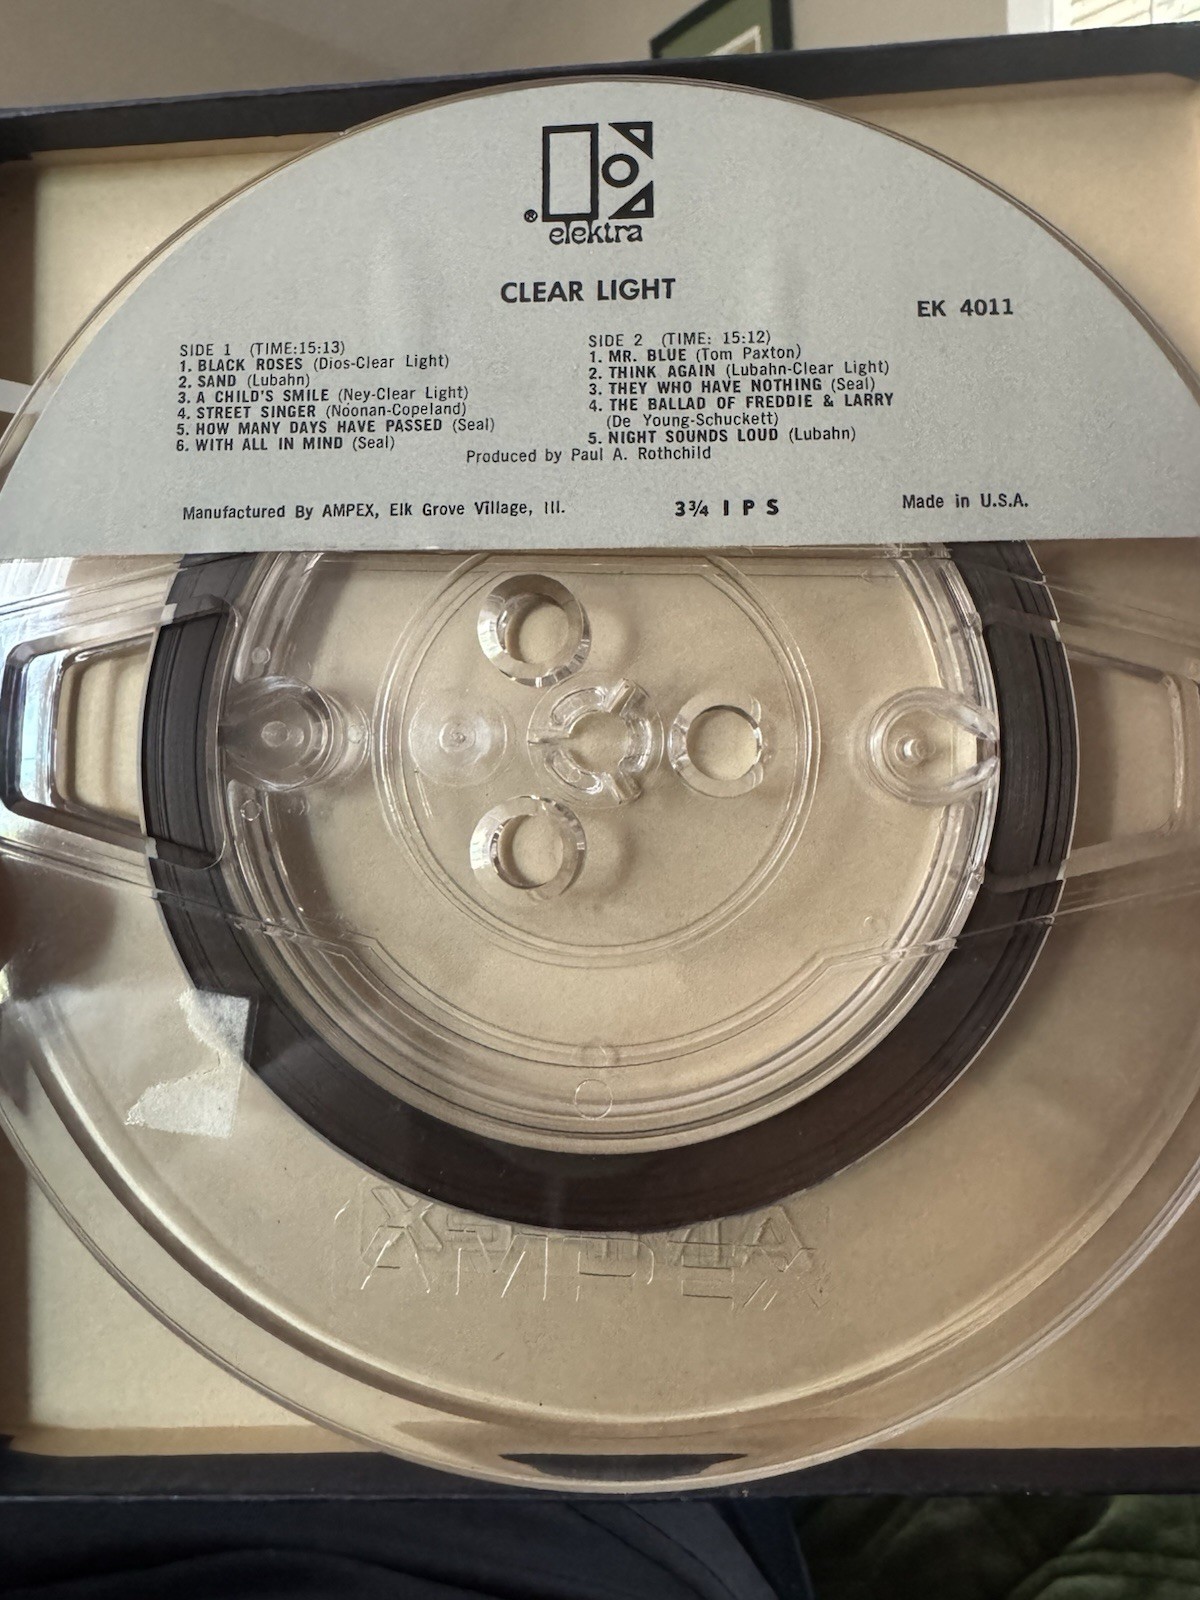 ® elektra
CLEAR LIGHT
EK 4011
SIDE 1 (TIME:15:13)
1. BLACK ROSES (Dios-Clear Light)
2. SAND (Lubahn)
3. A CHILD'S SMILE (Ney-Clear Light)
4. STREET SINGER (Noonan-Copeland)
5. HOW MANY DAYS HAVE PASSED (Seal)
6. WITH ALL IN MIND (Seal)
SIDE 2 (TIME: 15:12)
1. MR. BLUE (Tom Paxton)
2. THINK AGAIN (Lubahn-Clear Light)
3. THEY WHO HAVE NOTHING (Seal)
4. THE BALLAD OF FREDDIE & LARRY
(De Young-Schuckett)
5. NIGHT SOUNDS LOUD (Lubahn)
Produced by Paul A. Rothchild
Manufactured By AMPEX, Elk Grove Village, Ill.
3¾ IPS
Made in U.S.A.
AMPEX
AMPEX